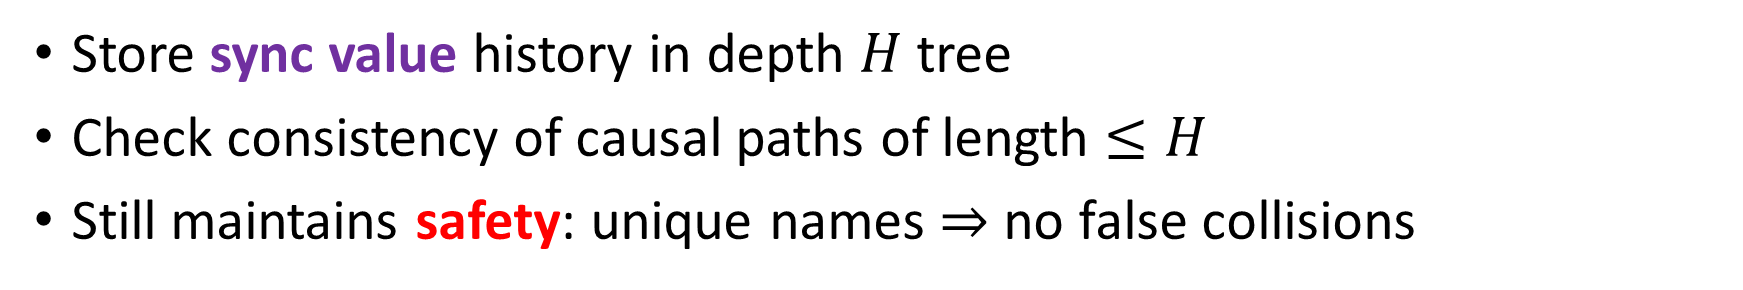 • Store sync value history in depth H tree
• Check consistency of causal paths of length ≤ H
• Still maintains safety: unique names ⇒ no false collisions